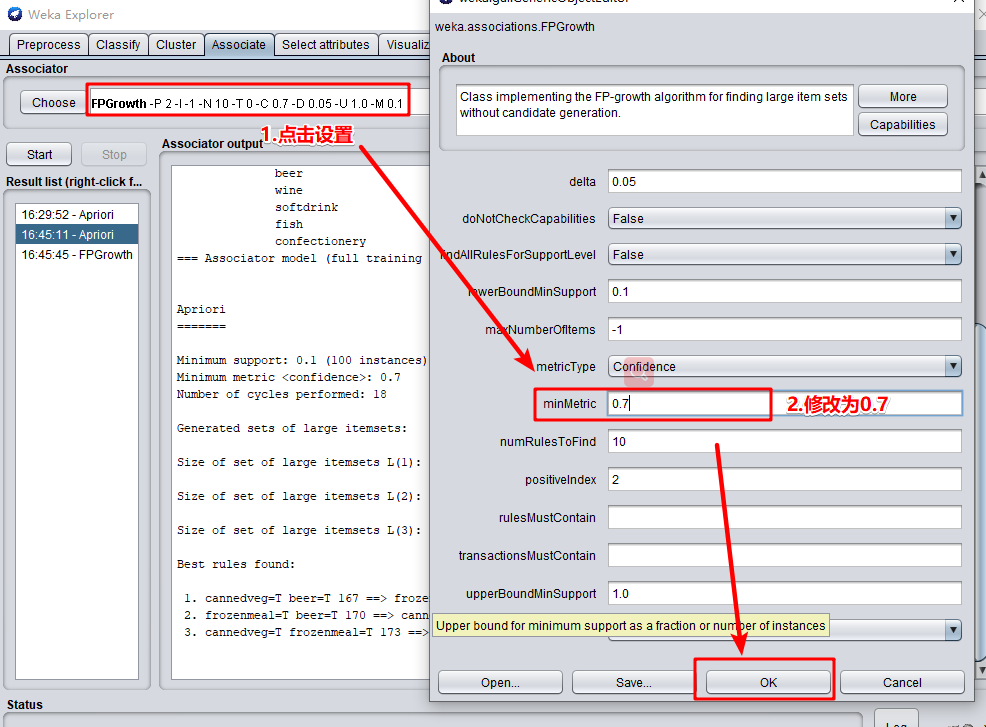 Weka Explorer
Preprocess Classify Cluster Associate Select attributes
Associator
Choose FPGrowth -P 2 -I -1 -N 10 -T 0 -C 0.7 -D 0.05 -U 1.0 -M 0.1
1.点击设置
Start Stop
Associator output
Result list (right-click f...
16:29:52 - Apriori
16:45:11 - Apriori
16:45:45 - FPGrowth
beer
wine
softdrink
fish
confectionery
=== Associator model (full training
Apriori
=======
Minimum support: 0.1 (100 instances)
Minimum metric <confidence>: 0.7
Number of cycles performed: 18
Generated sets of large itemsets:
Size of set of large itemsets L(1):
Size of set of large itemsets L(2):
Size of set of large itemsets L(3):
Best rules found:
1. cannedveg=T beer=T 167 ==> froze
2. frozenmeal=T beer=T 170 ==> cann
3. cannedveg=T frozenmeal=T 173 ==>
Status
weka.associations.FPGrowth
About
Class implementing the FP-growth algorithm for finding large item sets
without candidate generation.
More
Capabilities
delta 0.05
doNotCheckCapabilities False
findAllRulesForSupportLevel False
lowerBoundMinSupport 0.1
maxNumberOfItems -1
metricType Confidence
minMetric 0.7
2.修改为0.7
numRulesToFind 10
positiveIndex 2
rulesMustContain
transactionsMustContain
upperBoundMinSupport 1.0
Upper bound for minimum support as a fraction or number of instances
Open... Save... OK Cancel